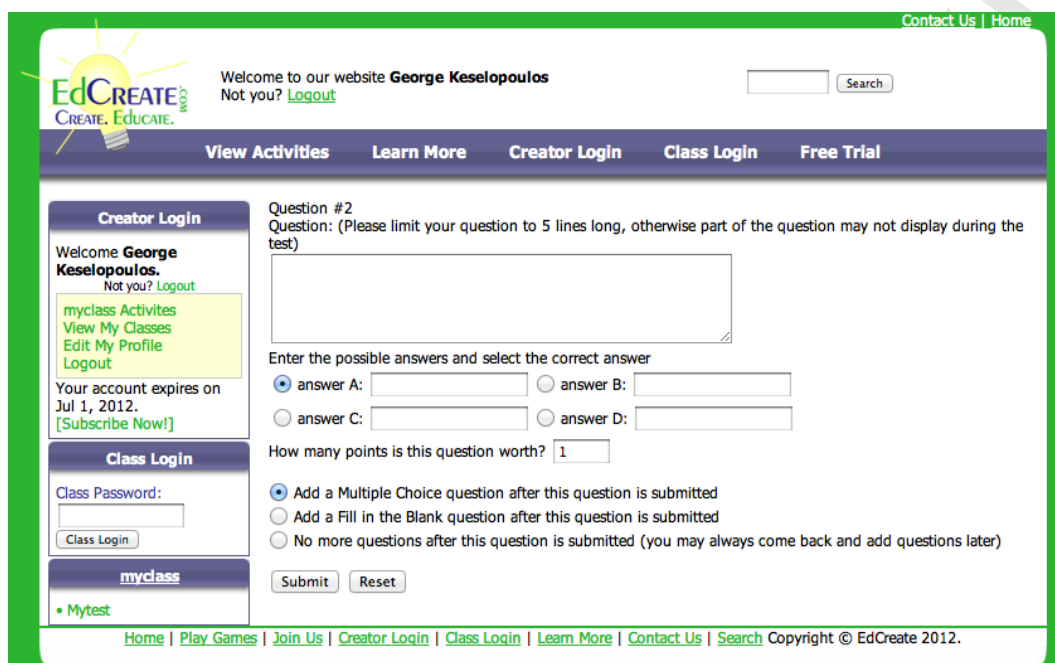 Contact Us | Home
EDCREATE.COM
CREATE. EDUCATE.
Welcome to our website George Keselopoulos
Not you? Logout
Search
View Activities Learn More Creator Login Class Login Free Trial
Creator Login
Welcome George
Keselopoulos.
Not you? Logout
myclass Activites
View My Classes
Edit My Profile
Logout
Your account expires on
Jul 1, 2012.
[Subscribe Now!]
Class Login
Class Password:
Class Login
myclass
• Mytest
Question #2
Question: (Please limit your question to 5 lines long, otherwise part of the question may not display during the
test)
Enter the possible answers and select the correct answer
answer A: answer B:
answer C: answer D:
How many points is this question worth? 1
Add a Multiple Choice question after this question is submitted
Add a Fill in the Blank question after this question is submitted
No more questions after this question is submitted (you may always come back and add questions later)
Submit Reset
Home | Play Games | Join Us | Creator Login | Class Login | Learn More | Contact Us | Search Copyright © EdCreate 2012.